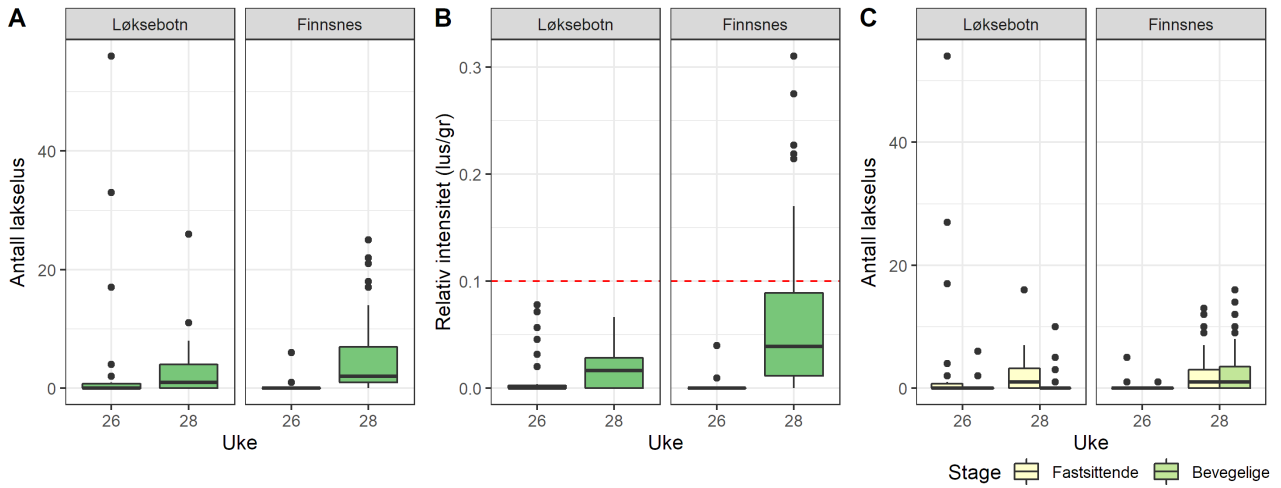 A
Løksebotn
Finnsnes
Antall lakselus
40
20
0
26
28
26
28
Uke
B
Løksebotn
Finnsnes
Relativ intensitet (lus/gr)
0.3
0.2
0.1
0.0
26
28
26
28
Uke
C
Løksebotn
Finnsnes
Antall lakselus
40
20
0
26
28
26
28
Uke
Stage
Fastsittende
Bevegelige